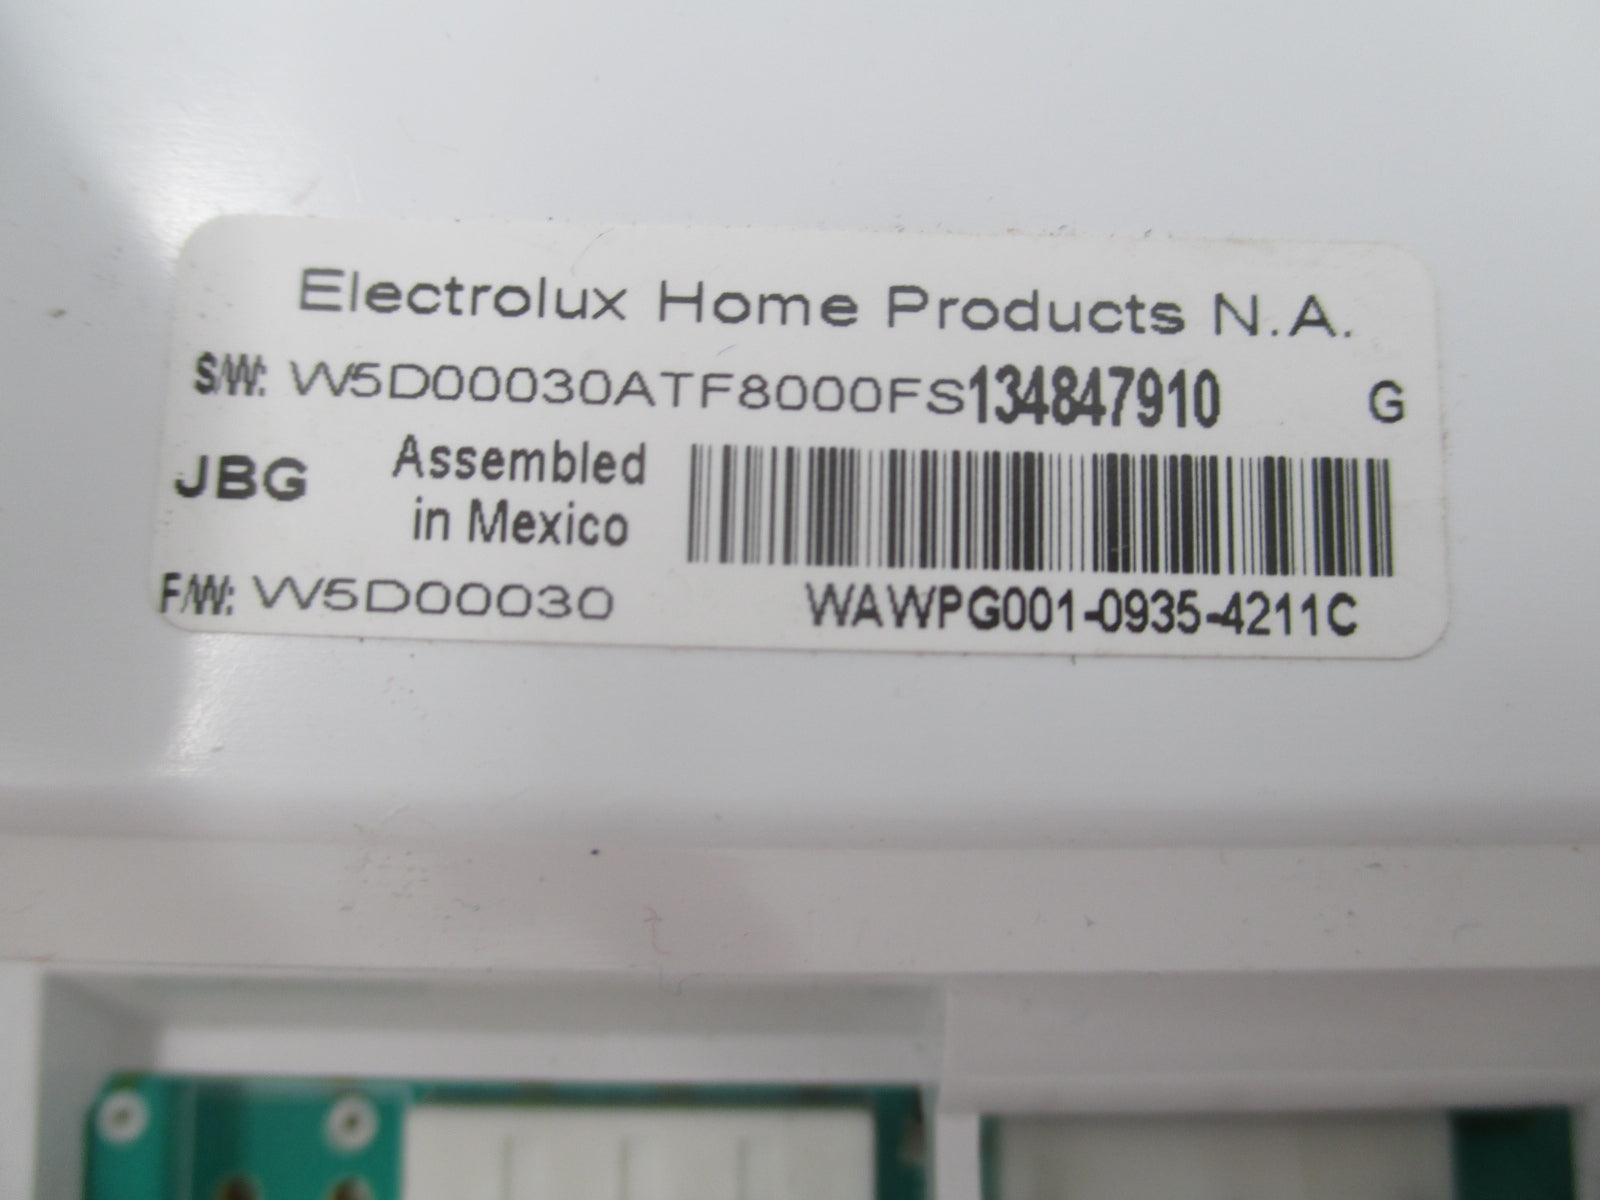 Electrolux Home Products N.A.
S/W: W5D00030ATF8000FS134847910 G
JBG
Assembled
in Mexico
F/W: W5D00030
WAWPG001-0935-4211C